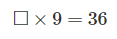 □ × 9 = 36